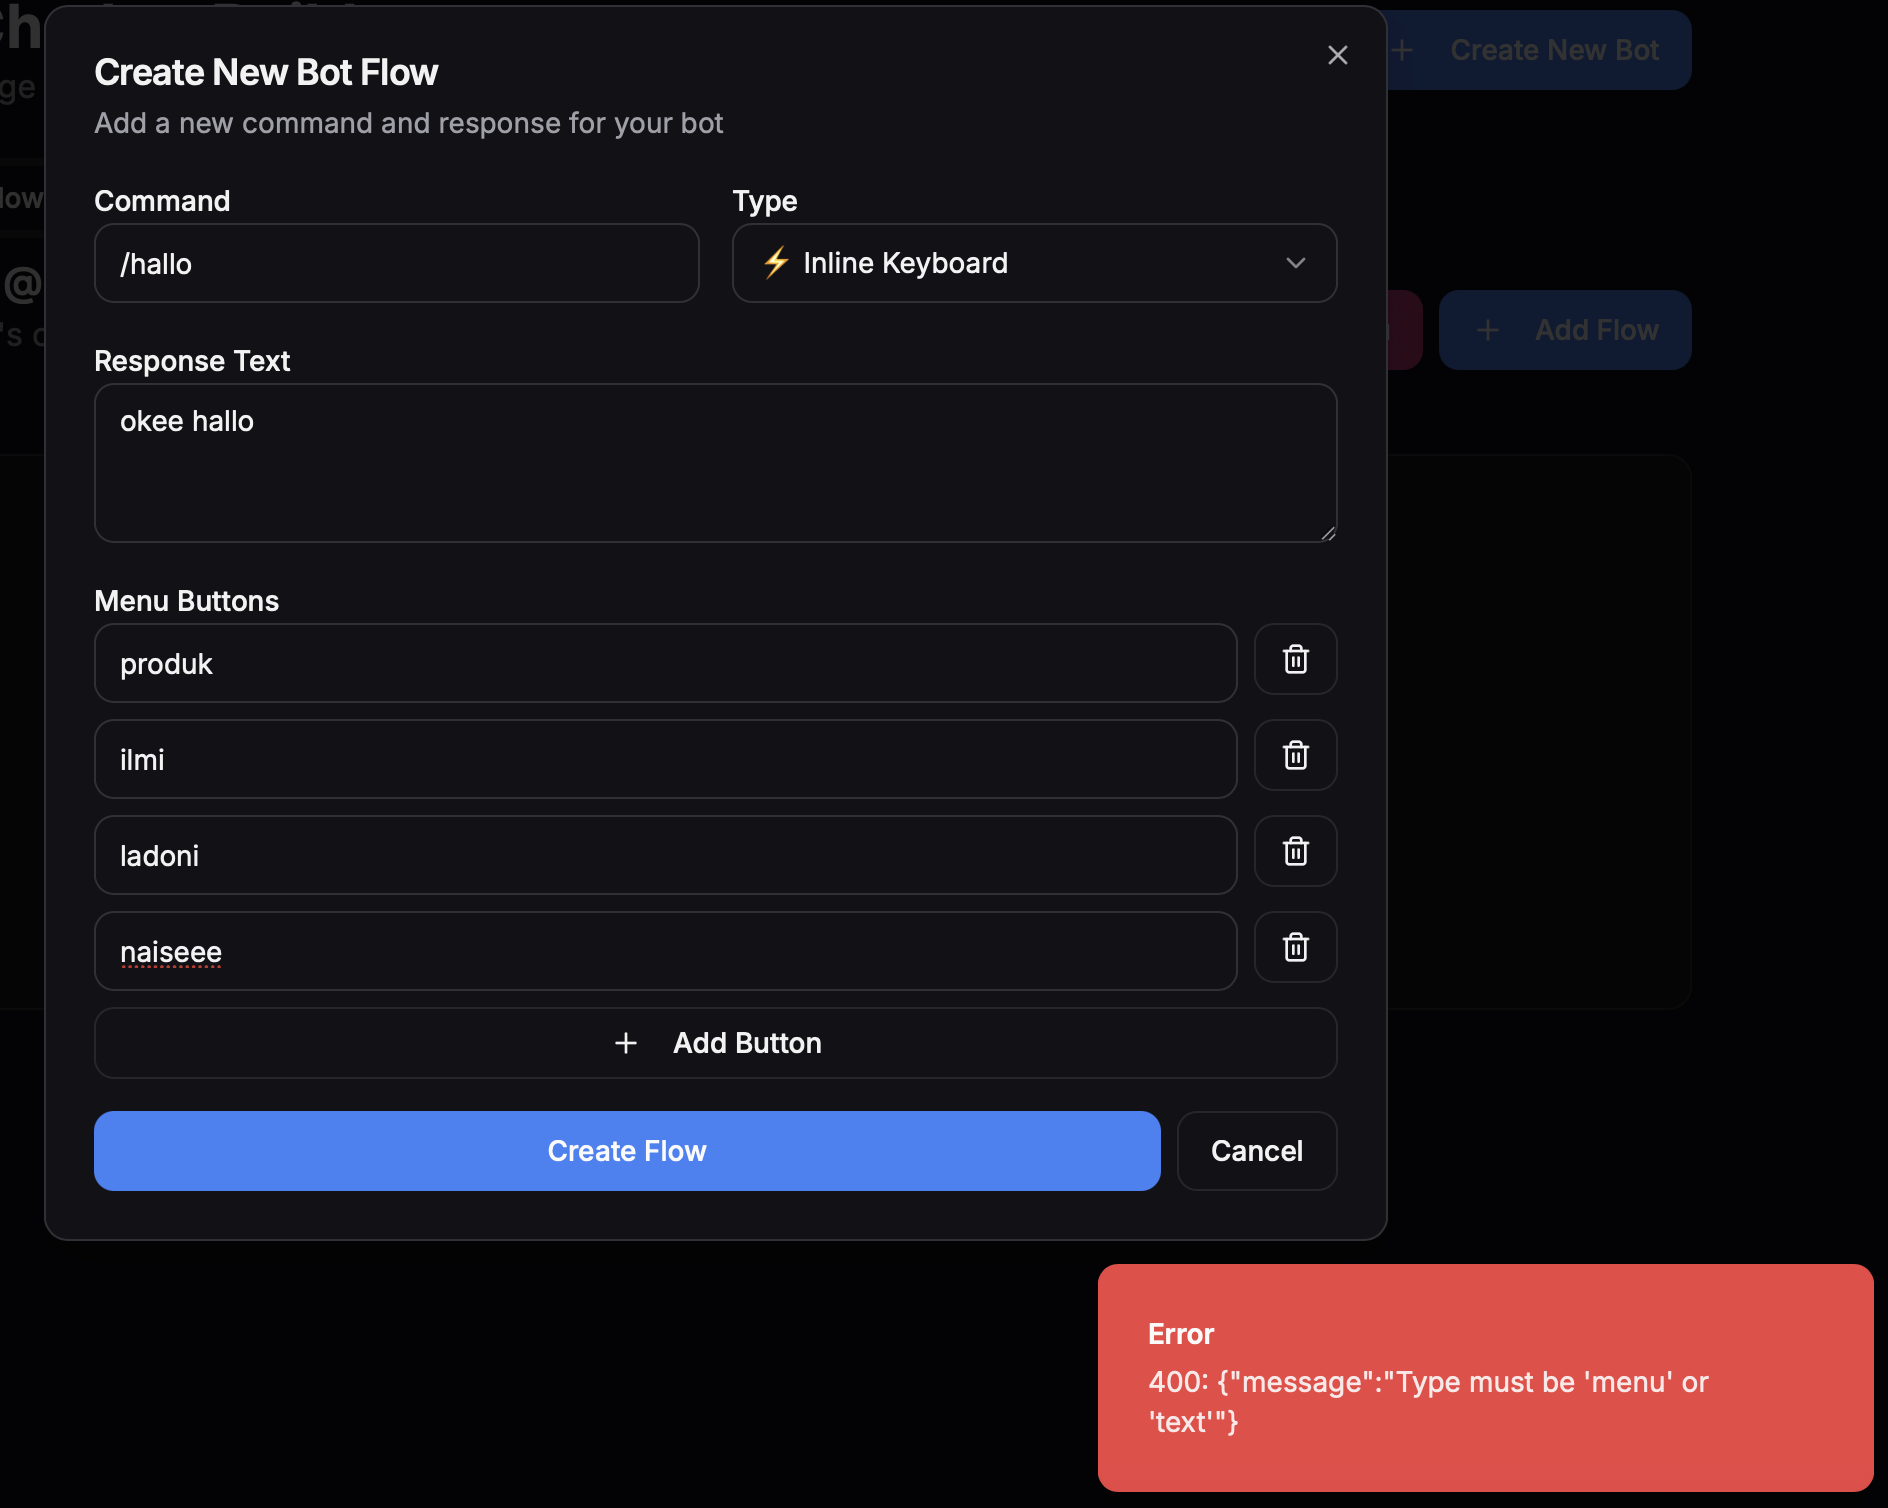 Create New Bot
Create New Bot Flow
Add a new command and response for your bot
Command
Type
/hallo
⚡ Inline Keyboard
Add Flow
Response Text
okee hallo
Menu Buttons
produk
ilmi
ladoni
naiseee
+ Add Button
Create Flow
Cancel
Error
400: {"message":"Type must be 'menu' or
'text'"}